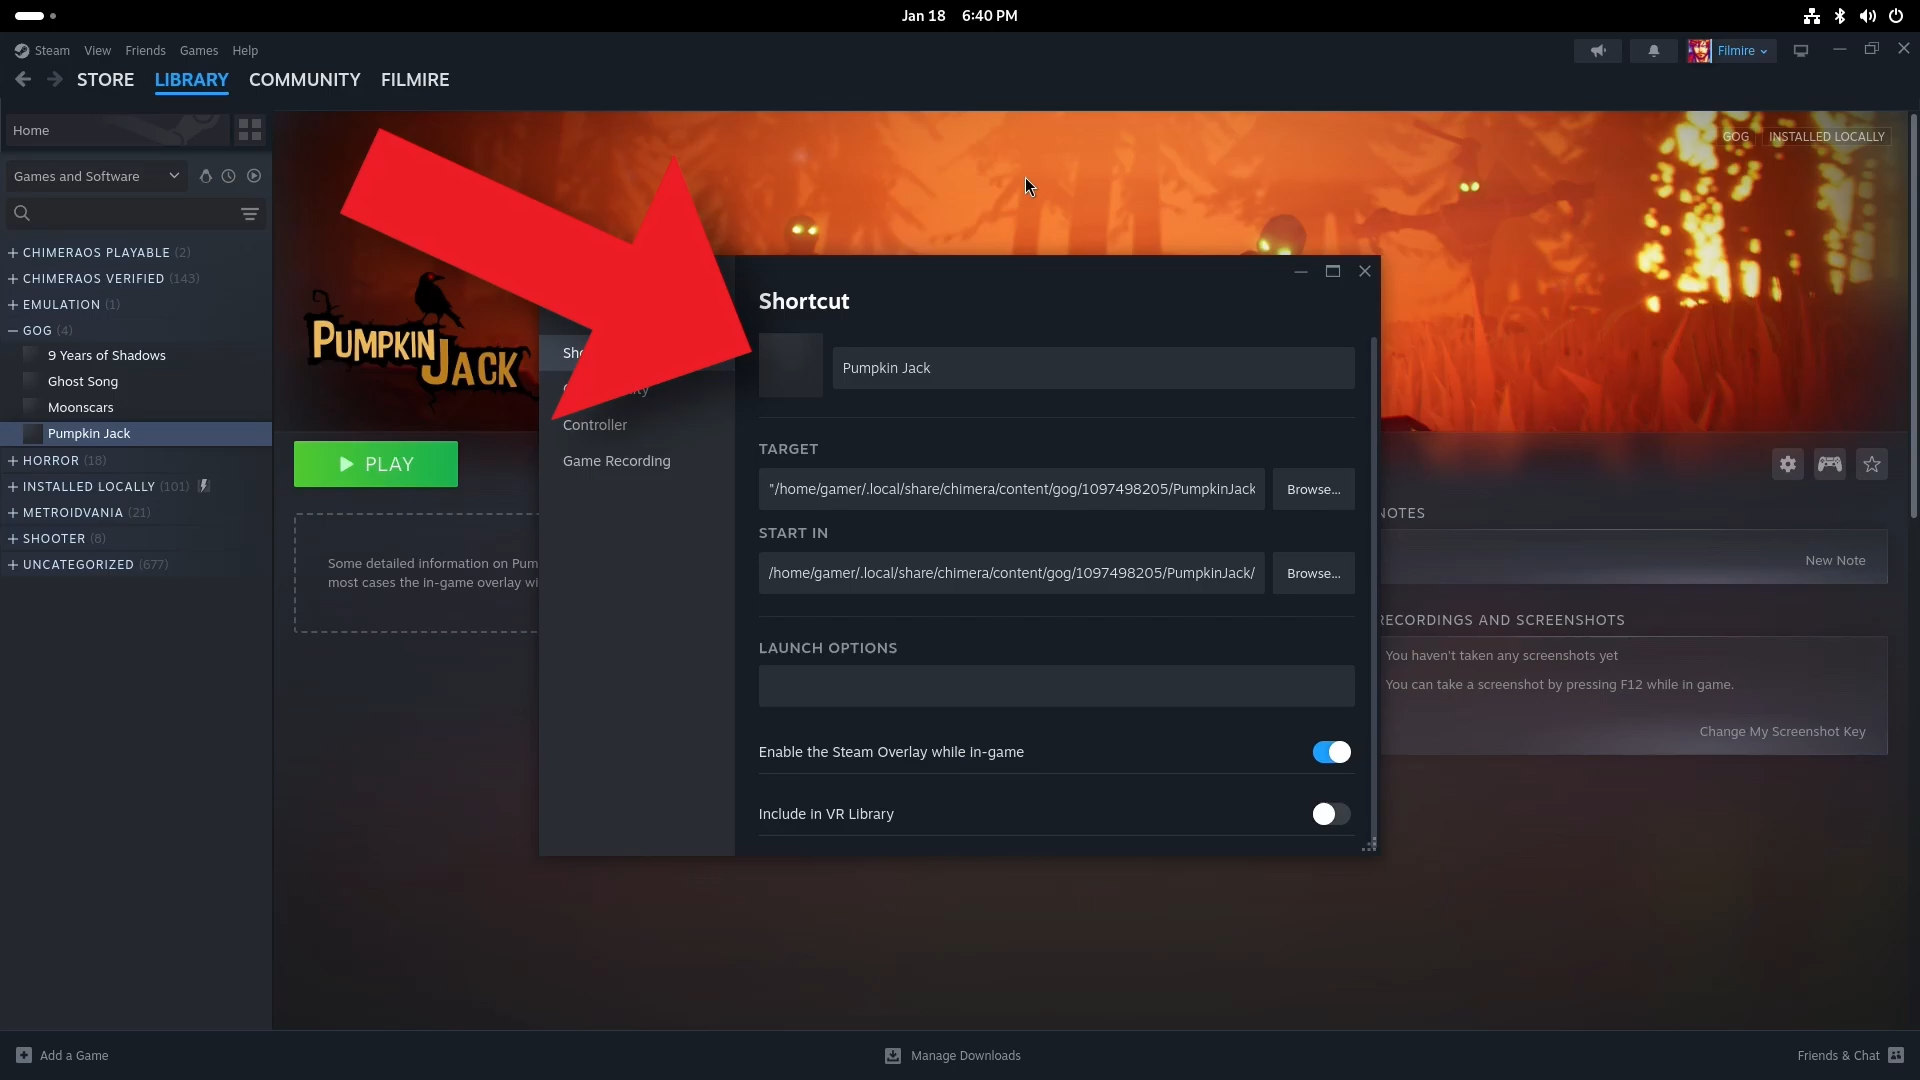 Jan 18 6:40 PM
Steam View Friends Games Help
Filmire
STORE LIBRARY COMMUNITY FILMIRE
Home
GOG INSTALLED LOCALLY
Games and Software
+ CHIMERAOS PLAYABLE (2)
+ CHIMERAOS VERIFIED (143)
+ EMULATION (1)
— GOG (4)
9 Years of Shadows
Ghost Song
Moonscars
Pumpkin Jack
+ HORROR (18)
+ INSTALLED LOCALLY (101)
+ METROIDVANIA (21)
+ SHOOTER (8)
+ UNCATEGORIZED (677)
PUMPKIN JACK
PLAY
Some detailed information on Pum
most cases the in-game overlay wi
Controller
Game Recording
Shortcut
Pumpkin Jack
TARGET
"/home/gamer/.local/share/chimera/content/gog/1097498205/PumpkinJack
Browse...
START IN
/home/gamer/.local/share/chimera/content/gog/1097498205/PumpkinJack/
Browse...
LAUNCH OPTIONS
Enable the Steam Overlay while in-game
Include in VR Library
NOTES
New Note
RECORDINGS AND SCREENSHOTS
You haven't taken any screenshots yet
You can take a screenshot by pressing F12 while in game.
Change My Screenshot Key
Add a Game
Manage Downloads
Friends & Chat